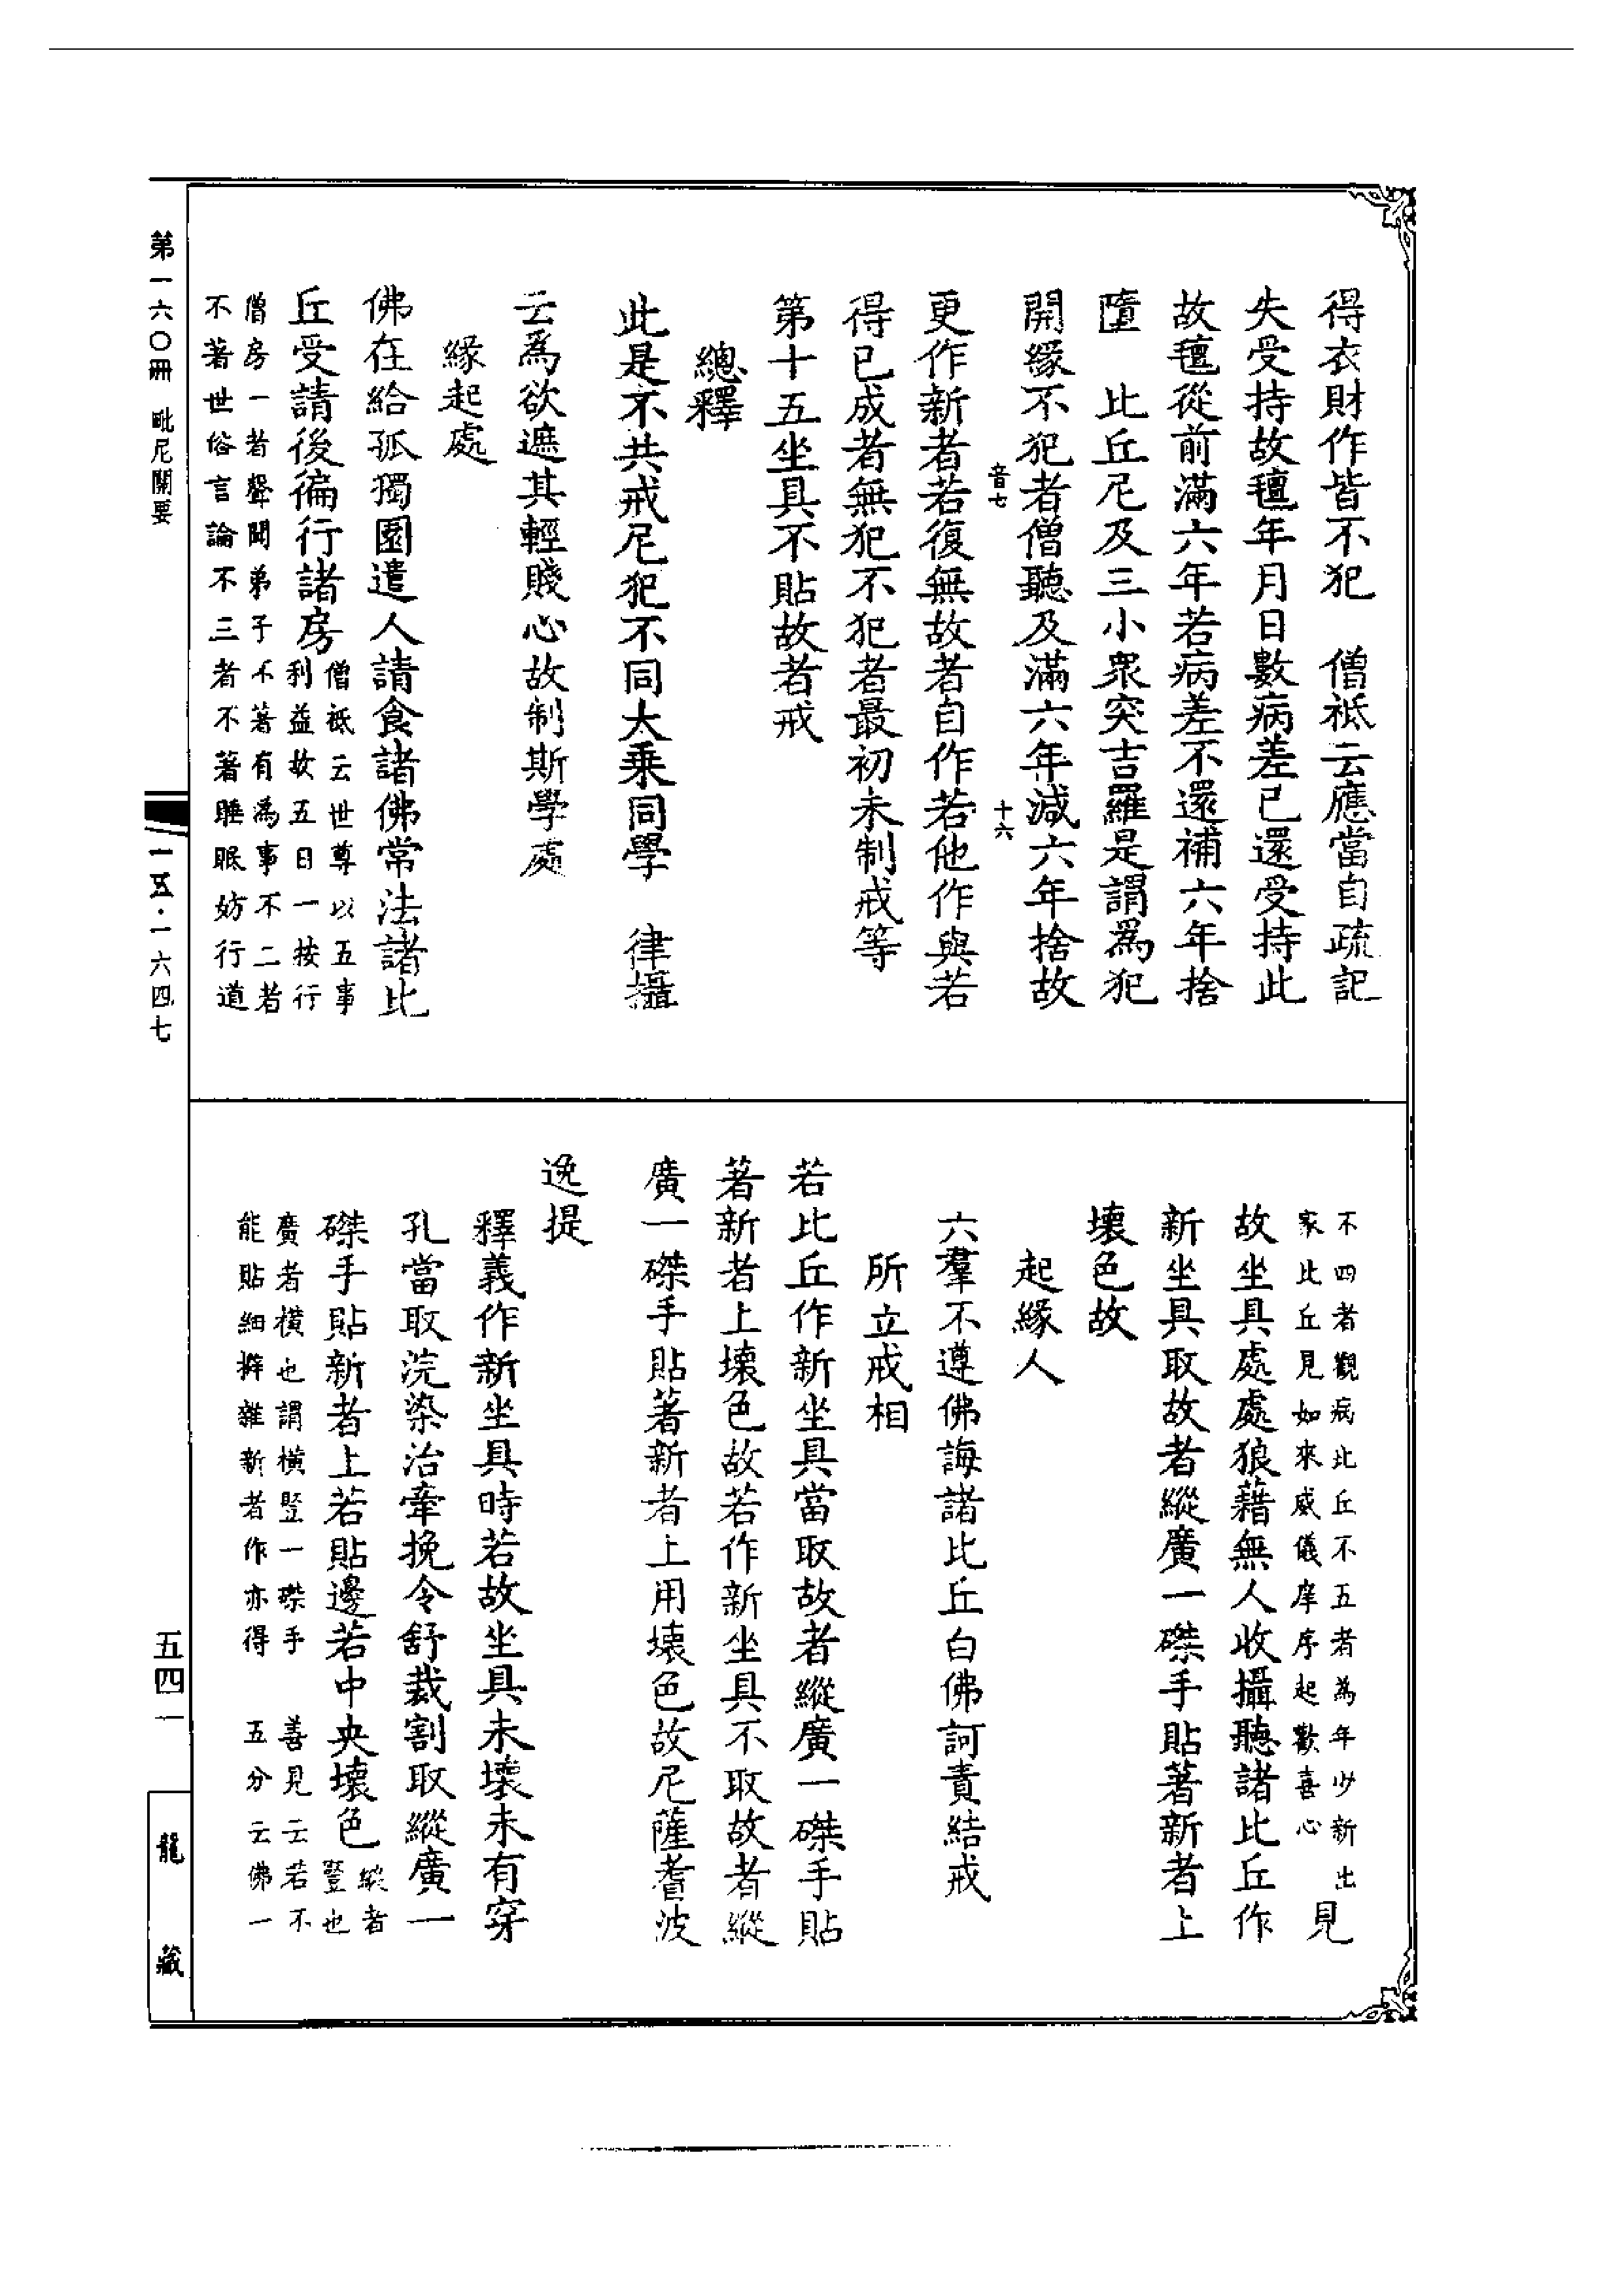 得衣財作皆不犯　僧祇云應當自疏記
失受持故氊年月日數病差已還受持此
故氊從前滿六年若病差不還補六年捨
墮　比丘尼及三小衆突吉羅是謂爲犯
開緣不犯者僧聽及滿六年減六年捨故
音七　十六
更作新者若復無故者自作若他作與若
得已成者無犯不犯者最初未制戒等
第十五坐具不貼故者戒
總釋
此是不共戒尼犯不同大乘同學　律攝
云爲欲遮其輕賤心故制斯學處
緣起處
佛在給孤獨園遣人請食諸佛常法諸比
丘受請後徧行諸房僧祇云世尊以五事利益故五日一按行
僧房一者聲聞弟子不著有爲事不二者
不著世俗言論不三者不著睡眠妨行道
不四者觀病比丘不五者為年少新出
家比丘見如來威儀庠序起歡喜心見
故坐具處處狼藉無人收攝聽諸比丘作
新坐具取故者縱廣一磔手貼著新者上
壞色故
起緣人
六羣不遵佛誨諸比丘白佛訶責結戒
所立戒相
若比丘作新坐具當取故者縱廣一磔手貼
著新者上壞色故若作新坐具不取故者縱
廣一磔手貼著新者上用壞色故尼薩耆波
逸提
釋義作新坐具時若故坐具未壞未有穿
孔當取浣染治牽挽令舒裁割取縱廣一
磔手貼新者上若貼邊若中央壞色縱者豎也
廣者橫也謂橫豎一磔手　善見云若不
能貼細擗雜新者作亦得　五分云佛一
第一六〇冊　毗尼關要
一五·一六四七
五四一
龍藏